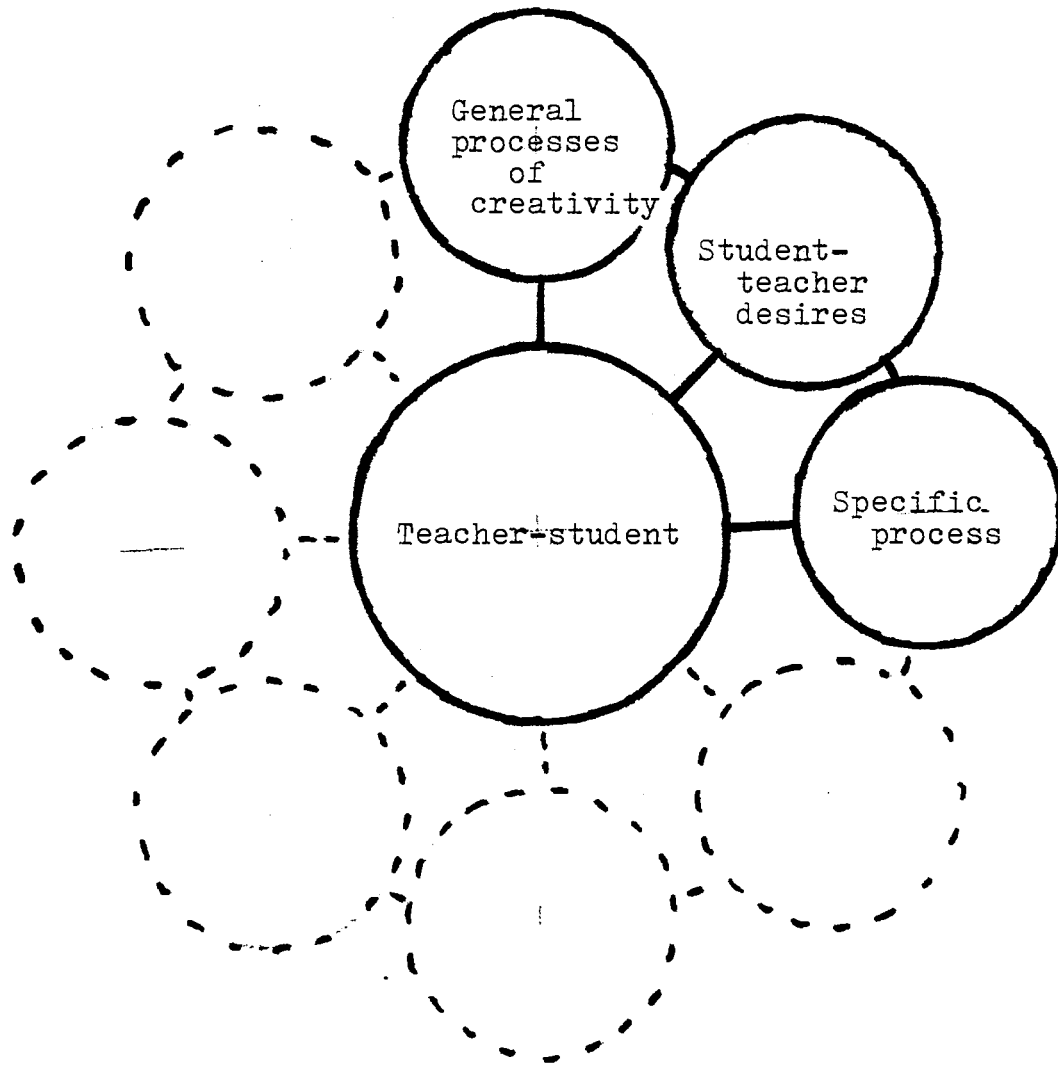 General
processes
of
creativity
Student-
teacher
desires
Specific
process
Teacher-student